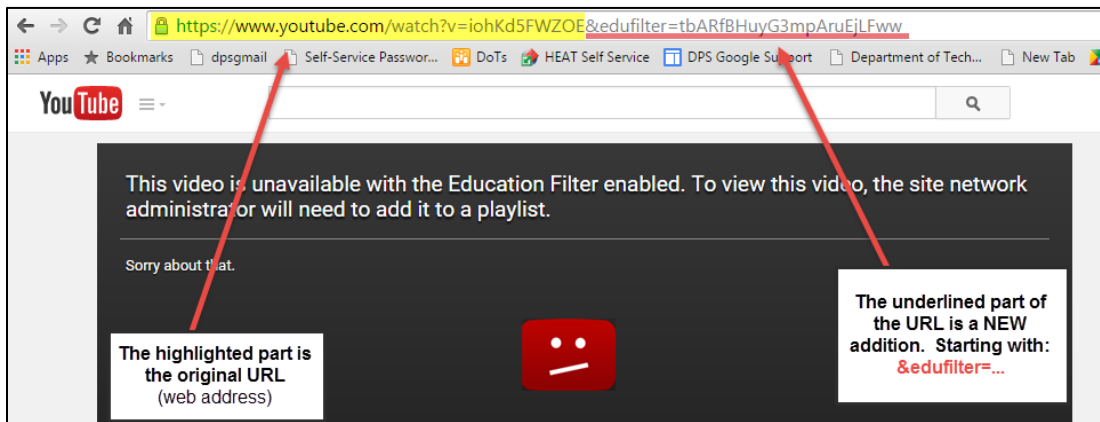 https://www.youtube.com/watch?v=iohKd5FWZOE&edufilter=tbARfBHuyG3mpAruEjLFww
Apps Bookmarks dpsgmail Self-Service Passwor... DoTs HEAT Self Service DPS Google Support Department of Tech... New Tab
YouTube
This video is unavailable with the Education Filter enabled. To view this video, the site network
administrator will need to add it to a playlist.
Sorry about that.
The highlighted part is
the original URL
(web address)
The underlined part of
the URL is a NEW
addition. Starting with:
&edufilter=...